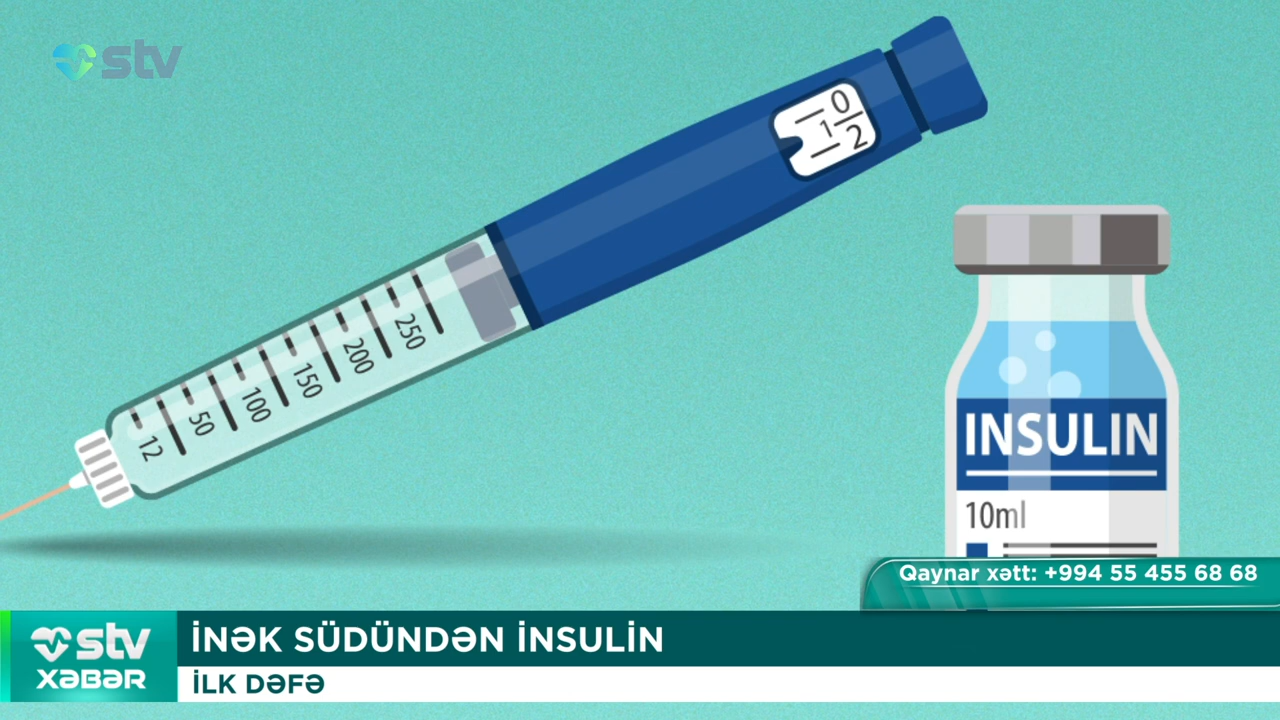 stv
0
1
2
250
200
150
100
50
12
INSULIN
10ml
Qaynar xətt: +994 55 455 68 68
stv
XƏBƏR
İNƏK SÜDÜNDƏN İNSULİN
İLK DƏFƏ